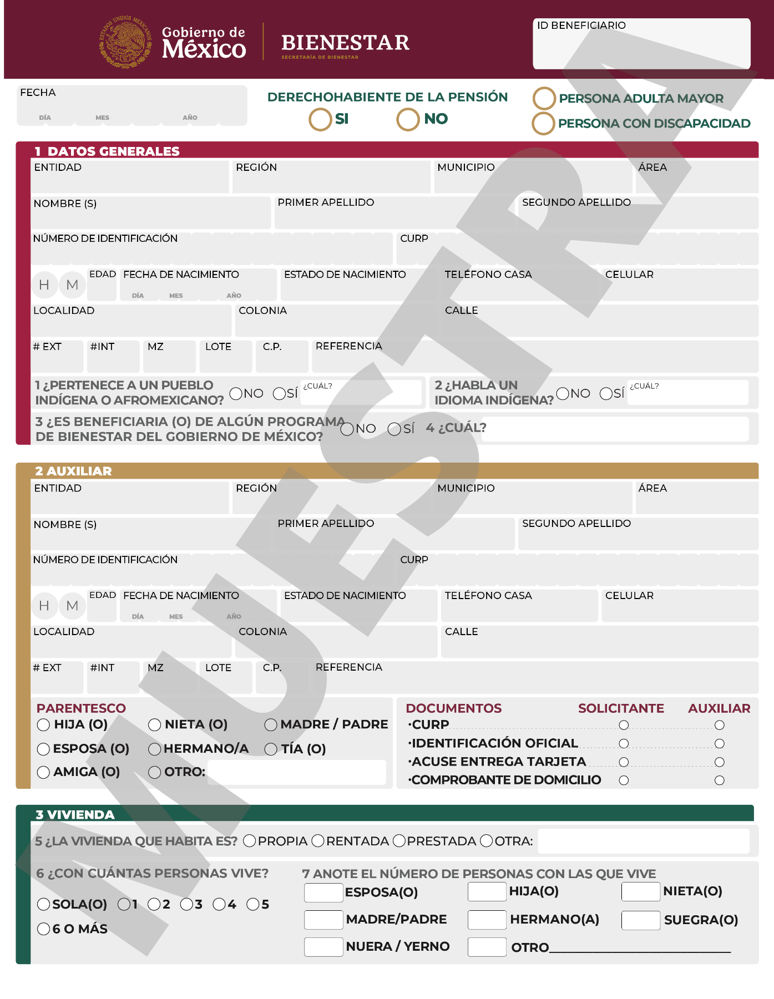 ESTADOS UNIDOS MEXICANOS
Gobierno de
México
BIENESTAR
SECRETARÍA DE BIENESTAR
ID BENEFICIARIO
FECHA
DÍA MES AÑO
DERECHOHABIENTE DE LA PENSIÓN
SI NO
PERSONA ADULTA MAYOR
PERSONA CON DISCAPACIDAD
1 DATOS GENERALES
ENTIDAD REGIÓN MUNICIPIO ÁREA
NOMBRE (S) PRIMER APELLIDO SEGUNDO APELLIDO
NÚMERO DE IDENTIFICACIÓN CURP
H M EDAD FECHA DE NACIMIENTO ESTADO DE NACIMIENTO TELÉFONO CASA CELULAR
DÍA MES AÑO
LOCALIDAD COLONIA CALLE
# EXT #INT MZ LOTE C.P. REFERENCIA
1 ¿PERTENECE A UN PUEBLO
INDÍGENA O AFROMEXICANO? NO SÍ ¿CUÁL?
2 ¿HABLA UN
IDIOMA INDÍGENA? NO SÍ ¿CUÁL?
3 ¿ES BENEFICIARIA (O) DE ALGÚN PROGRAMA
DE BIENESTAR DEL GOBIERNO DE MÉXICO? NO SÍ 4 ¿CUÁL?
2 AUXILIAR
ENTIDAD REGIÓN MUNICIPIO ÁREA
NOMBRE (S) PRIMER APELLIDO SEGUNDO APELLIDO
NÚMERO DE IDENTIFICACIÓN CURP
H M EDAD FECHA DE NACIMIENTO ESTADO DE NACIMIENTO TELÉFONO CASA CELULAR
DÍA MES AÑO
LOCALIDAD COLONIA CALLE
# EXT #INT MZ LOTE C.P. REFERENCIA
PARENTESCO
HIJA (O) NIETA (O) MADRE / PADRE
ESPOSA (O) HERMANO/A TÍA (O)
AMIGA (O) OTRO:
DOCUMENTOS SOLICITANTE AUXILIAR
·CURP
·IDENTIFICACIÓN OFICIAL
·ACUSE ENTREGA TARJETA
·COMPROBANTE DE DOMICILIO
3 VIVIENDA
5 ¿LA VIVIENDA QUE HABITA ES? PROPIA RENTADA PRESTADA OTRA:
6 ¿CON CUÁNTAS PERSONAS VIVE?
SOLA(O) 1 2 3 4 5
6 O MÁS
7 ANOTE EL NÚMERO DE PERSONAS CON LAS QUE VIVE
ESPOSA(O) HIJA(O) NIETA(O)
MADRE/PADRE HERMANO(A) SUEGRA(O)
NUERA / YERNO OTRO__________________________
MUESTRA